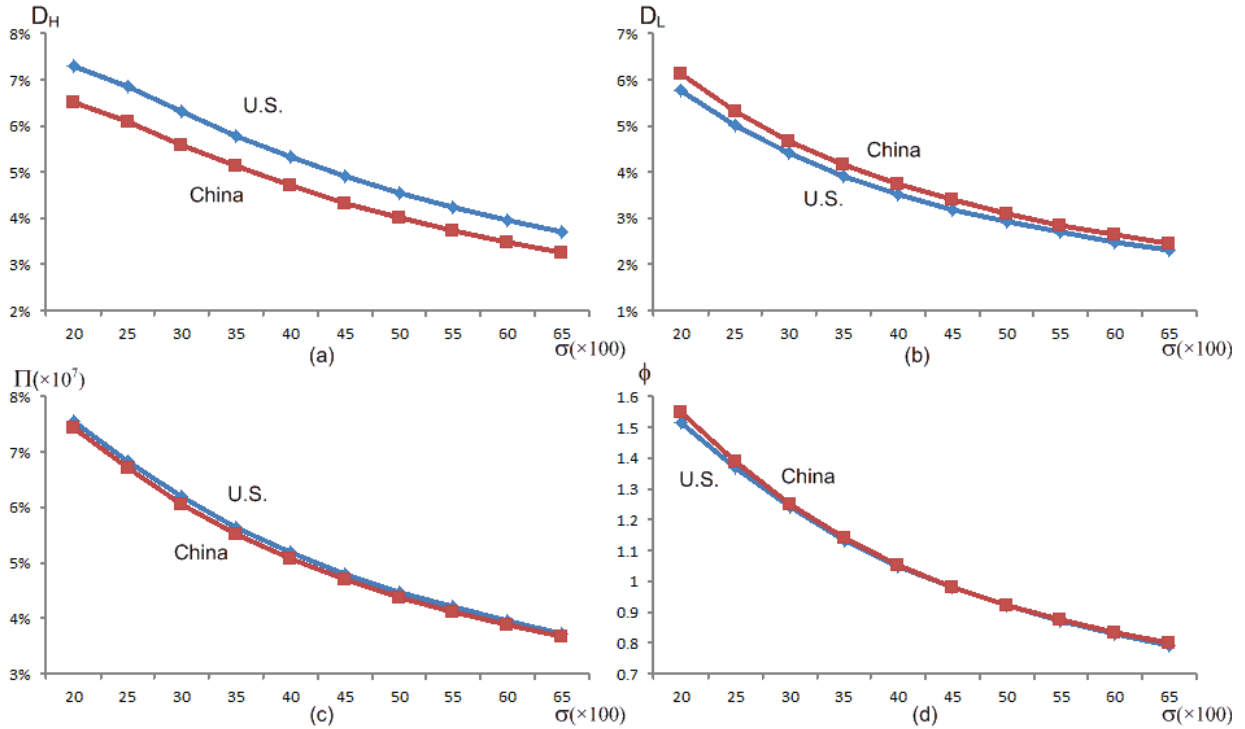 D_H
8%
7%
6%
5%
4%
3%
2%
U.S.
China
20 25 30 35 40 45 50 55 60 65
(a)
σ(×100)
D_L
7%
6%
5%
4%
3%
2%
1%
China
U.S.
20 25 30 35 40 45 50 55 60 65
(b)
σ(×100)
Π(×10⁷)
8%
7%
6%
5%
4%
3%
U.S.
China
20 25 30 35 40 45 50 55 60 65
(c)
σ(×100)
ϕ
1.6
1.5
1.4
1.3
1.2
1.1
1
0.9
0.8
0.7
U.S.
China
20 25 30 35 40 45 50 55 60 65
(d)
σ(×100)